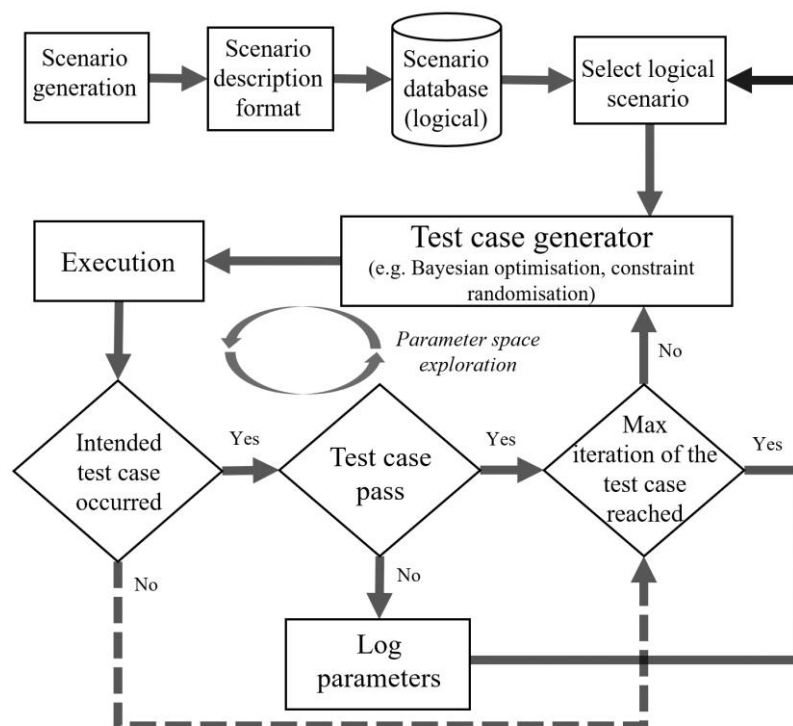 Scenario
generation
Scenario
description
format
Scenario
database
(logical)
Select logical
scenario
Test case generator
(e.g. Bayesian optimisation, constraint
randomisation)
Execution
Parameter space
exploration
No
Intended
test case
occurred
Yes
Test case
pass
Yes
Max
iteration of the
test case
reached
Yes
No
No
Log
parameters